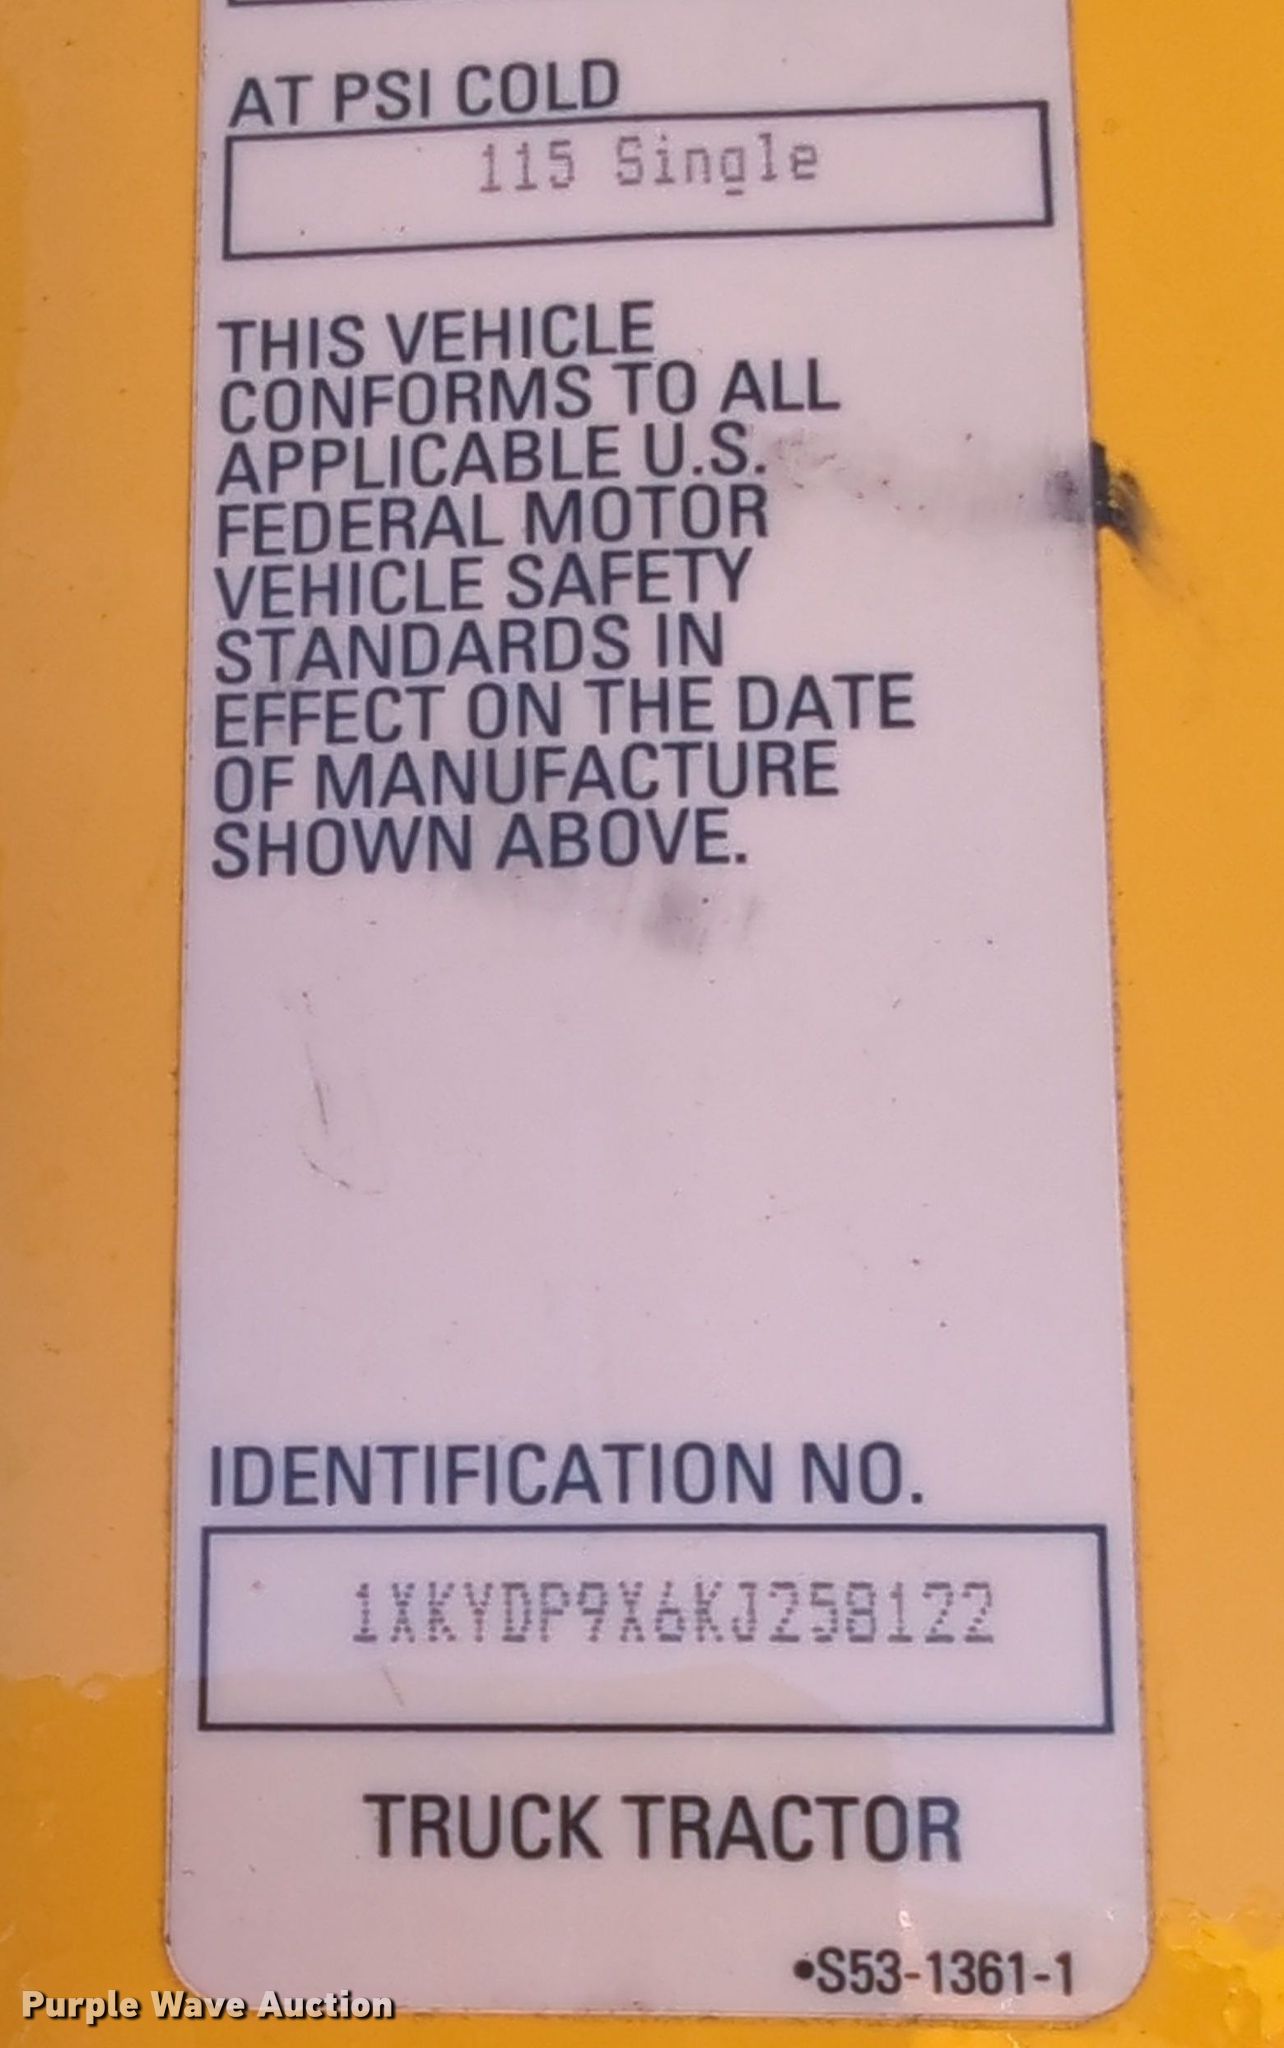 AT PSI COLD
115 Single
THIS VEHICLE
CONFORMS TO ALL
APPLICABLE U.S.
FEDERAL MOTOR
VEHICLE SAFETY
STANDARDS IN
EFFECT ON THE DATE
OF MANUFACTURE
SHOWN ABOVE.
IDENTIFICATION NO.
1XKYDP9X6KJ258122
TRUCK TRACTOR
•S53-1361-1
Purple Wave Auction